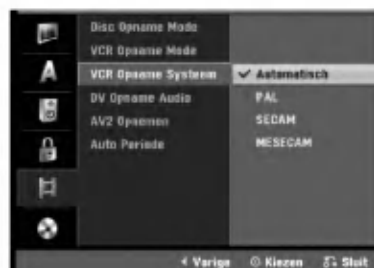 Disc Opname Mode
VCR Opname Mode
VCR Opname Systenm ✓ Automatisch
DV Opname Audio PAL
AV2 Opnemen SECAM
Auto Periode MESECAM
Vorige Kiezen Sluit